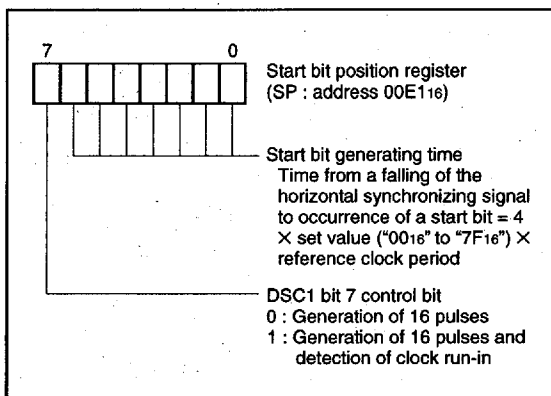 7 0
Start bit position register
(SP : address 00E116)
Start bit generating time
Time from a falling of the
horizontal synchronizing signal
to occurrence of a start bit = 4
× set value (“0016” to “7F16”) ×
reference clock period
DSC1 bit 7 control bit
0 : Generation of 16 pulses
1 : Generation of 16 pulses and
detection of clock run-in